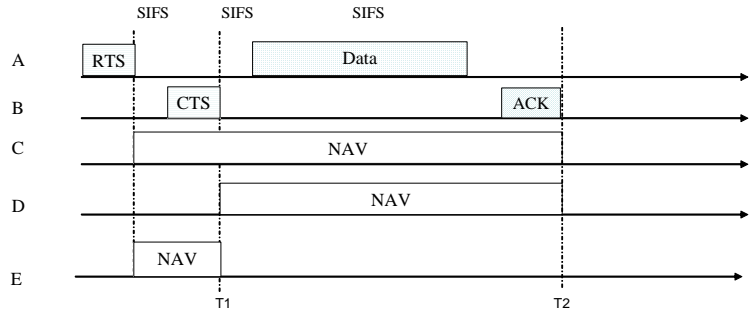 SIFS SIFS SIFS
A RTS Data
B CTS ACK
C NAV
D NAV
E NAV
T1 T2